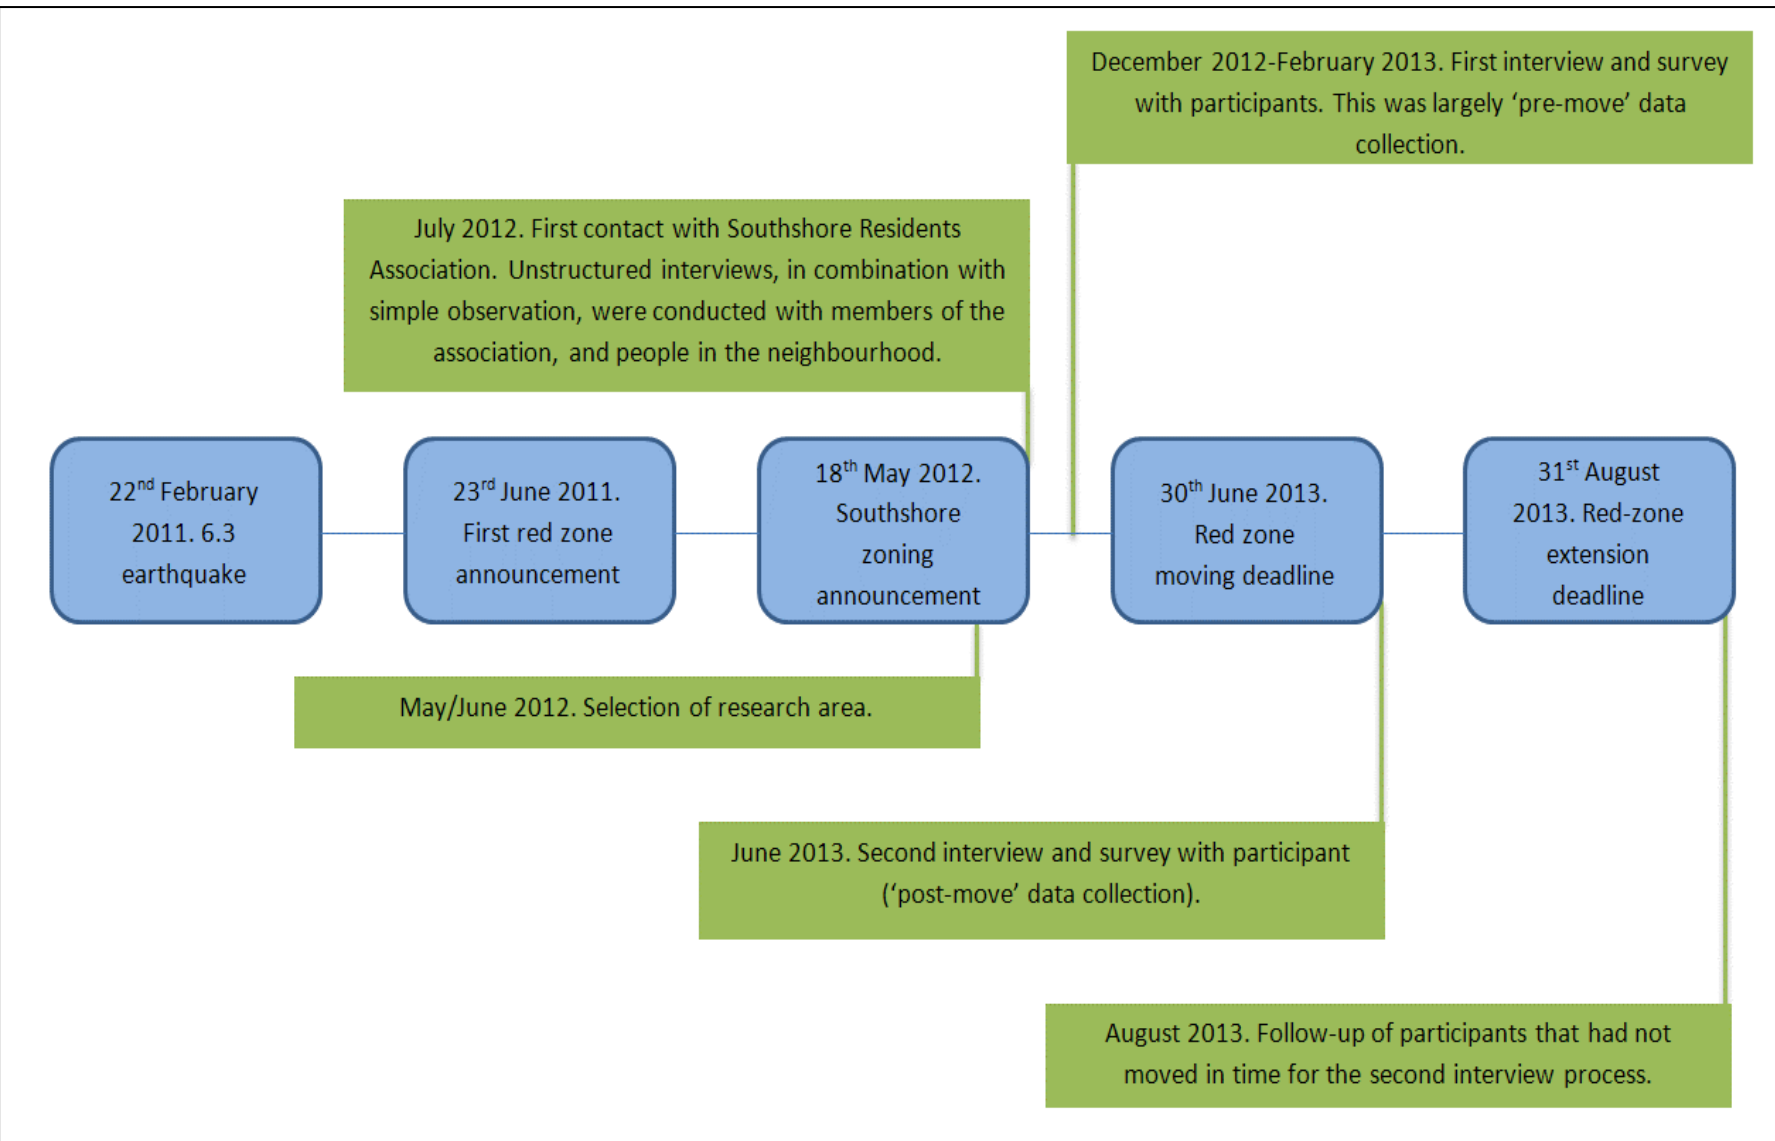 December 2012-February 2013. First interview and survey
with participants. This was largely ‘pre-move’ data
collection.
July 2012. First contact with Southshore Residents
Association. Unstructured interviews, in combination with
simple observation, were conducted with members of the
association, and people in the neighbourhood.
22nd February
2011. 6.3
earthquake
23rd June 2011.
First red zone
announcement
18th May 2012.
Southshore
zoning
announcement
30th June 2013.
Red zone
moving deadline
31st August
2013. Red-zone
extension
deadline
May/June 2012. Selection of research area.
June 2013. Second interview and survey with participant
(‘post-move’ data collection).
August 2013. Follow-up of participants that had not
moved in time for the second interview process.